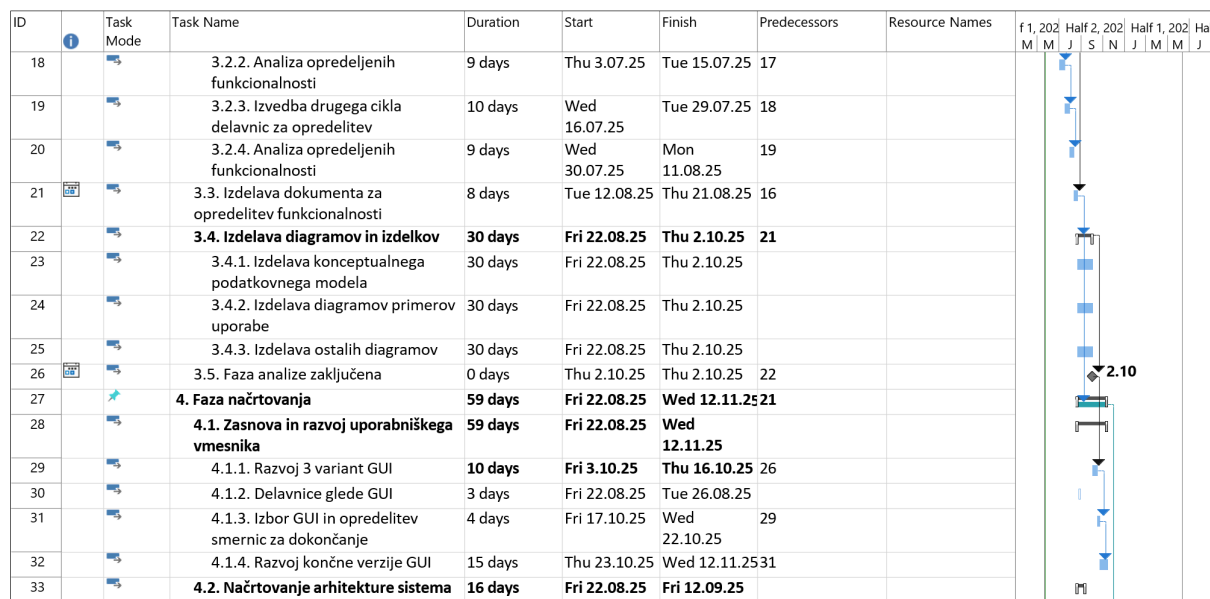 ID Task Mode Task Name Duration Start Finish Predecessors Resource Names
f 1, 202 Half 2, 202 Half 1, 202 Ha
M M J S N J M M J
18 3.2.2. Analiza opredeljenih funkcionalnosti 9 days Thu 3.07.25 Tue 15.07.25 17
19 3.2.3. Izvedba drugega cikla delavnic za opredelitev 10 days Wed 16.07.25 Tue 29.07.25 18
20 3.2.4. Analiza opredeljenih funkcionalnosti 9 days Wed 30.07.25 Mon 11.08.25 19
21 3.3. Izdelava dokumenta za opredelitev funkcionalnosti 8 days Tue 12.08.25 Thu 21.08.25 16
22 3.4. Izdelava diagramov in izdelkov 30 days Fri 22.08.25 Thu 2.10.25 21
23 3.4.1. Izdelava konceptualnega podatkovnega modela 30 days Fri 22.08.25 Thu 2.10.25
24 3.4.2. Izdelava diagramov primerov uporabe 30 days Fri 22.08.25 Thu 2.10.25
25 3.4.3. Izdelava ostalih diagramov 30 days Fri 22.08.25 Thu 2.10.25
26 3.5. Faza analize zaključena 0 days Thu 2.10.25 Thu 2.10.25 22 2.10
27 4. Faza načrtovanja 59 days Fri 22.08.25 Wed 12.11.25 21
28 4.1. Zasnova in razvoj uporabniškega vmesnika 59 days Fri 22.08.25 Wed 12.11.25
29 4.1.1. Razvoj 3 variant GUI 10 days Fri 3.10.25 Thu 16.10.25 26
30 4.1.2. Delavnice glede GUI 3 days Fri 22.08.25 Tue 26.08.25
31 4.1.3. Izbor GUI in opredelitev smernic za dokončanje 4 days Fri 17.10.25 Wed 22.10.25 29
32 4.1.4. Razvoj končne verzije GUI 15 days Thu 23.10.25 Wed 12.11.25 31
33 4.2. Načrtovanje arhitekture sistema 16 days Fri 22.08.25 Fri 12.09.25